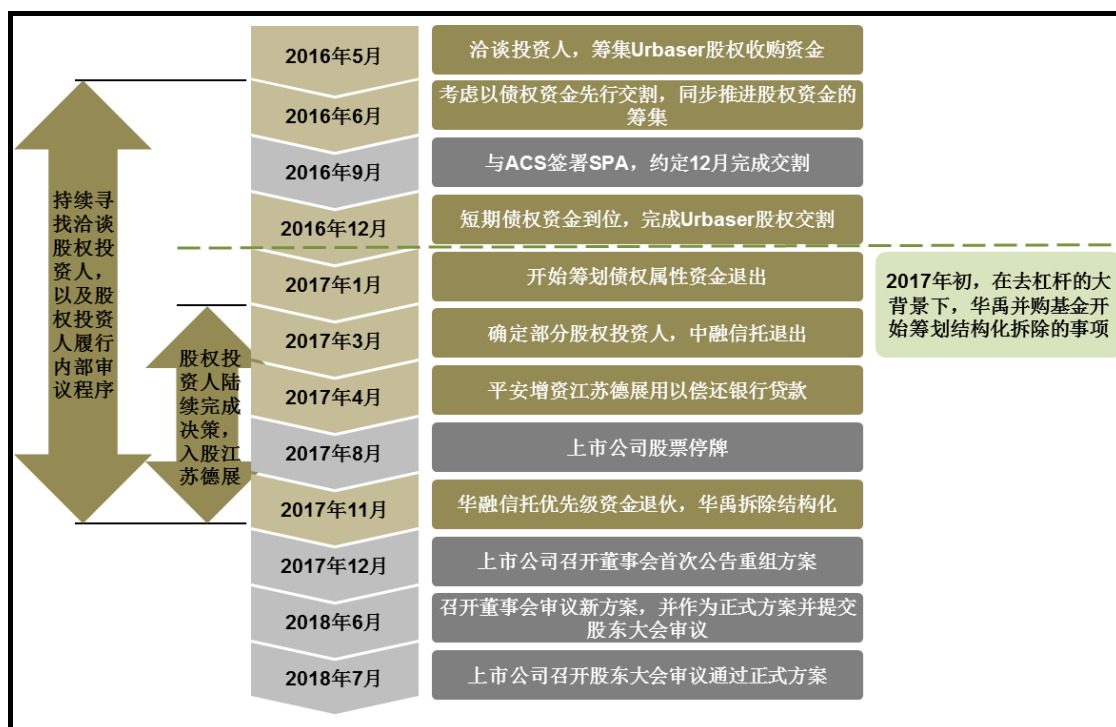 2016年5月
洽谈投资人，筹集Urbaser股权收购资金
2016年6月
考虑以债权资金先行交割，同步推进股权资金的
筹集
2016年9月
与ACS签署SPA，约定12月完成交割
2016年12月
短期债权资金到位，完成Urbaser股权交割
2017年1月
开始筹划债权属性资金退出
2017年3月
确定部分股权投资人，中融信托退出
2017年4月
平安增资江苏德展用以偿还银行贷款
2017年8月
上市公司股票停牌
2017年11月
华融信托优先级资金退伙，华禹拆除结构化
2017年12月
上市公司召开董事会首次公告重组方案
2018年6月
召开董事会审议新方案，并作为正式方案并提交
股东大会审议
2018年7月
上市公司召开股东大会审议通过正式方案
持续寻
找洽谈
股权投
资人，
以及股
权投资
人履行
内部审
议程序
股权投
资人陆
续完成
决策，
入股江
苏德展
2017年初，在去杠杆的大
背景下，华禹并购基金开
始筹划结构化拆除的事项